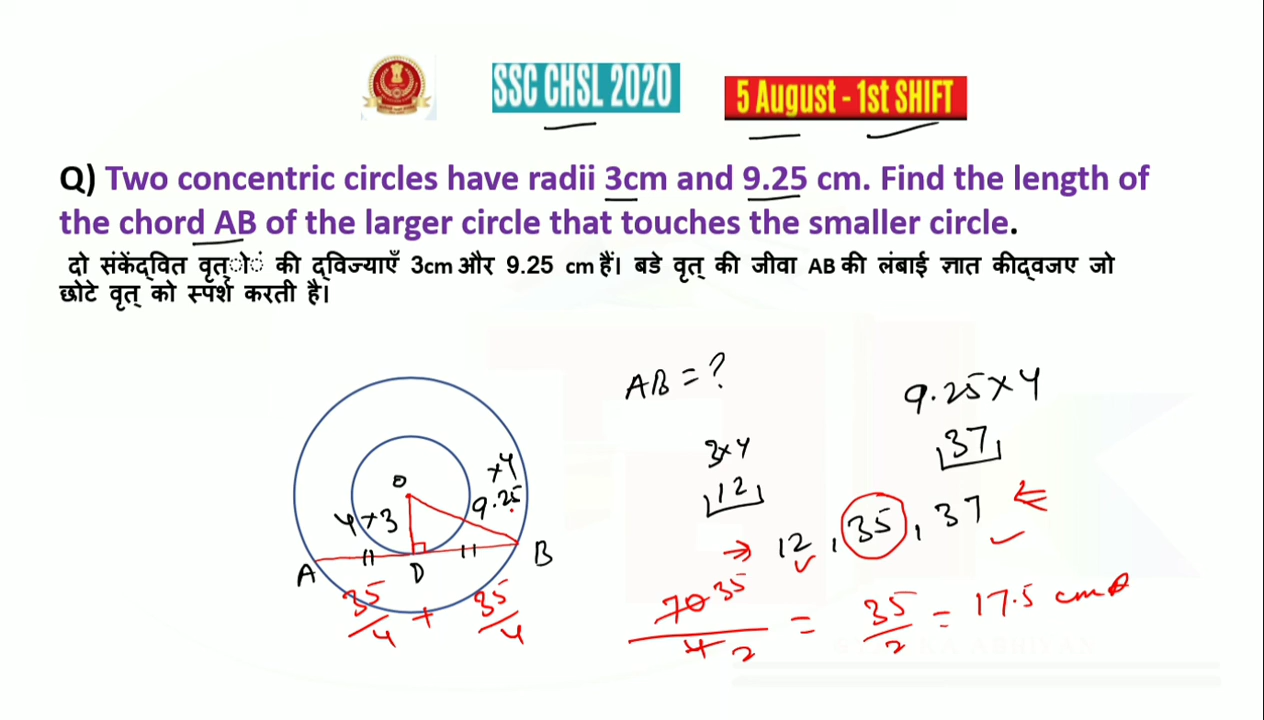 SSC CHSL 2020
5 August - 1st SHIFT
Q) Two concentric circles have radii 3cm and 9.25 cm. Find the length of
the chord AB of the larger circle that touches the smaller circle.
दो संकेंद्वित वृत्ोंं की द्विज्याएँ 3cm और 9.25 cm हैं। बडे वृत् की जीवा AB की लंबाई ज्ञात कीद्वजए जो
छोटे वृत् को स्पर्श करती है।
AB = ?
9.25×4
3×4
37
12
O
×4
9.25
4×3
12, 35, 37
A
D
B
35/4 + 35/4
70 35 / 4 2 = 35/2 = 17.5 cm